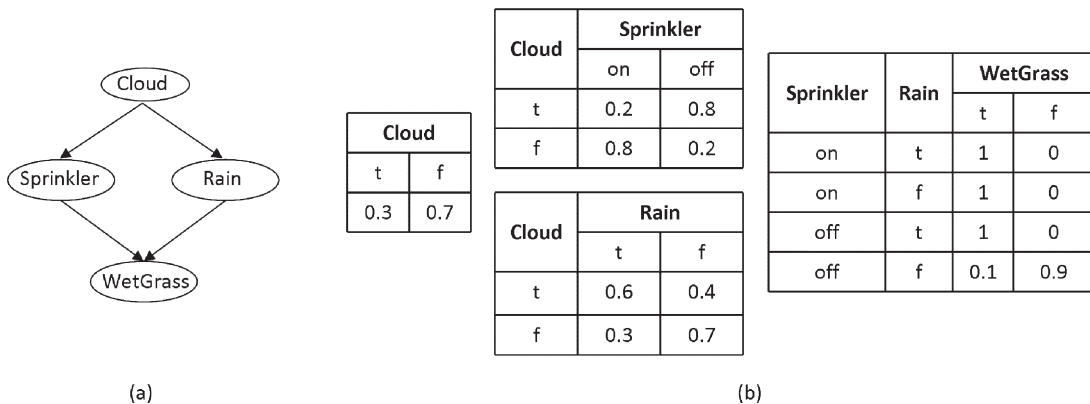 Cloud
Sprinkler
Rain
WetGrass
(a)
Cloud
t f
0.3 0.7
Cloud Sprinkler
on off
t 0.2 0.8
f 0.8 0.2
Cloud Rain
t f
t 0.6 0.4
f 0.3 0.7
Sprinkler Rain WetGrass
t f
on t 1 0
on f 1 0
off t 1 0
off f 0.1 0.9
(b)